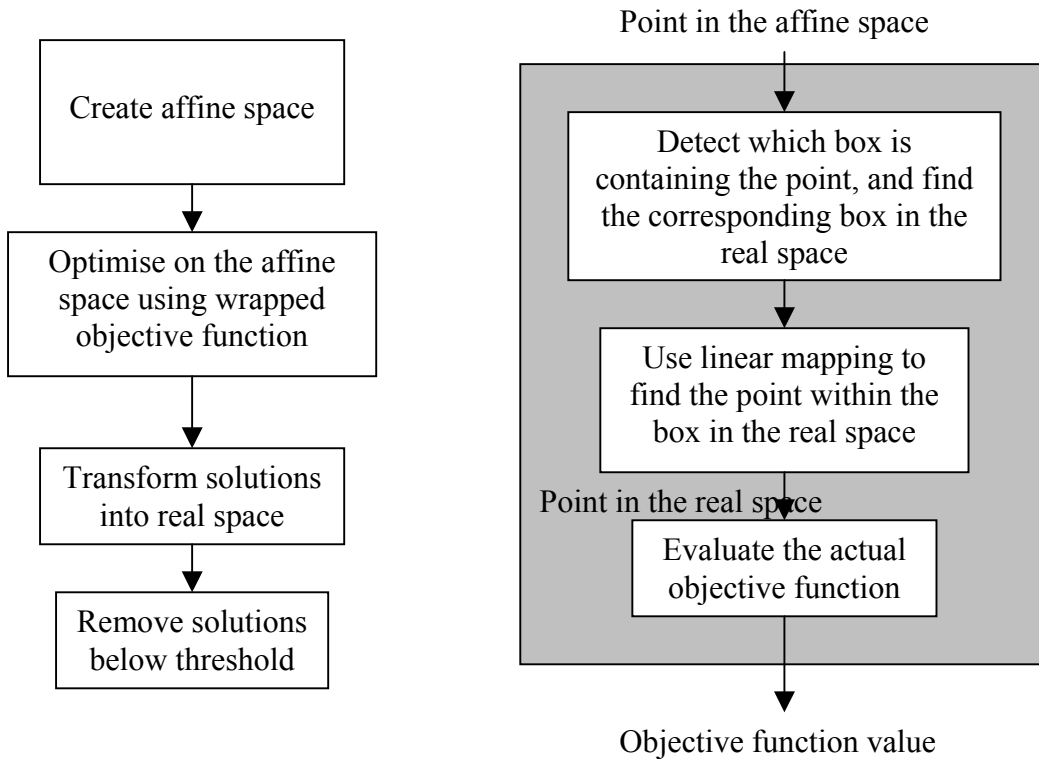 Create affine space
Optimise on the affine
space using wrapped
objective function
Transform solutions
into real space
Remove solutions
below threshold
Point in the affine space
Detect which box is
containing the point, and find
the corresponding box in the
real space
Use linear mapping to
find the point within the
box in the real space
Point in the real space
Evaluate the actual
objective function
Objective function value